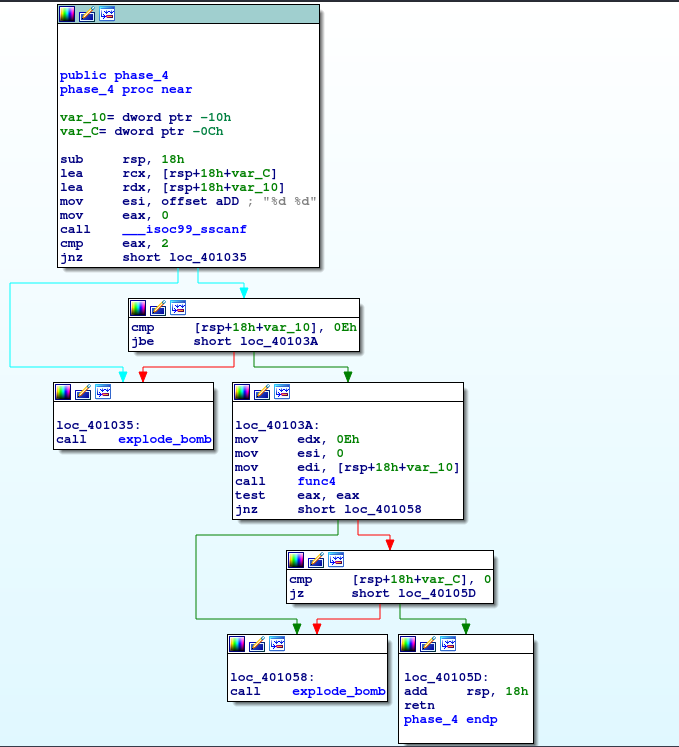 public phase_4
phase_4 proc near
var_10= dword ptr -10h
var_C= dword ptr -0Ch
sub rsp, 18h
lea rcx, [rsp+18h+var_C]
lea rdx, [rsp+18h+var_10]
mov esi, offset aDD ; "%d %d"
mov eax, 0
call ___isoc99_sscanf
cmp eax, 2
jnz short loc_401035
cmp [rsp+18h+var_10], 0Eh
jbe short loc_40103A
loc_401035:
call explode_bomb
loc_40103A:
mov edx, 0Eh
mov esi, 0
mov edi, [rsp+18h+var_10]
call func4
test eax, eax
jnz short loc_401058
cmp [rsp+18h+var_C], 0
jz short loc_40105D
loc_401058:
call explode_bomb
loc_40105D:
add rsp, 18h
retn
phase_4 endp